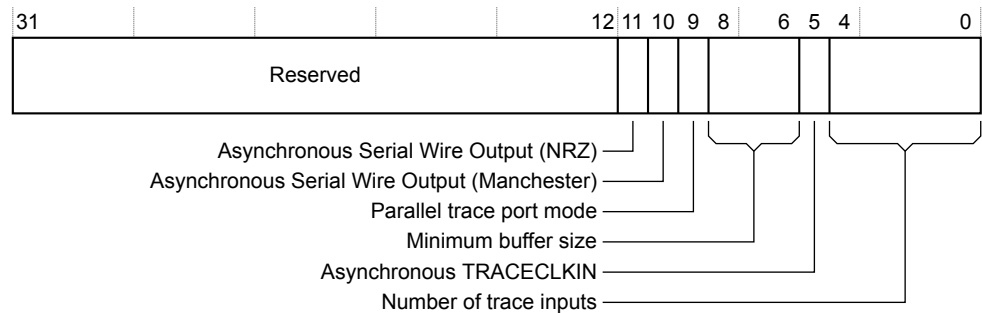 31 12 11 10 9 8 6 5 4 0
Reserved
Asynchronous Serial Wire Output (NRZ)
Asynchronous Serial Wire Output (Manchester)
Parallel trace port mode
Minimum buffer size
Asynchronous TRACECLKIN
Number of trace inputs